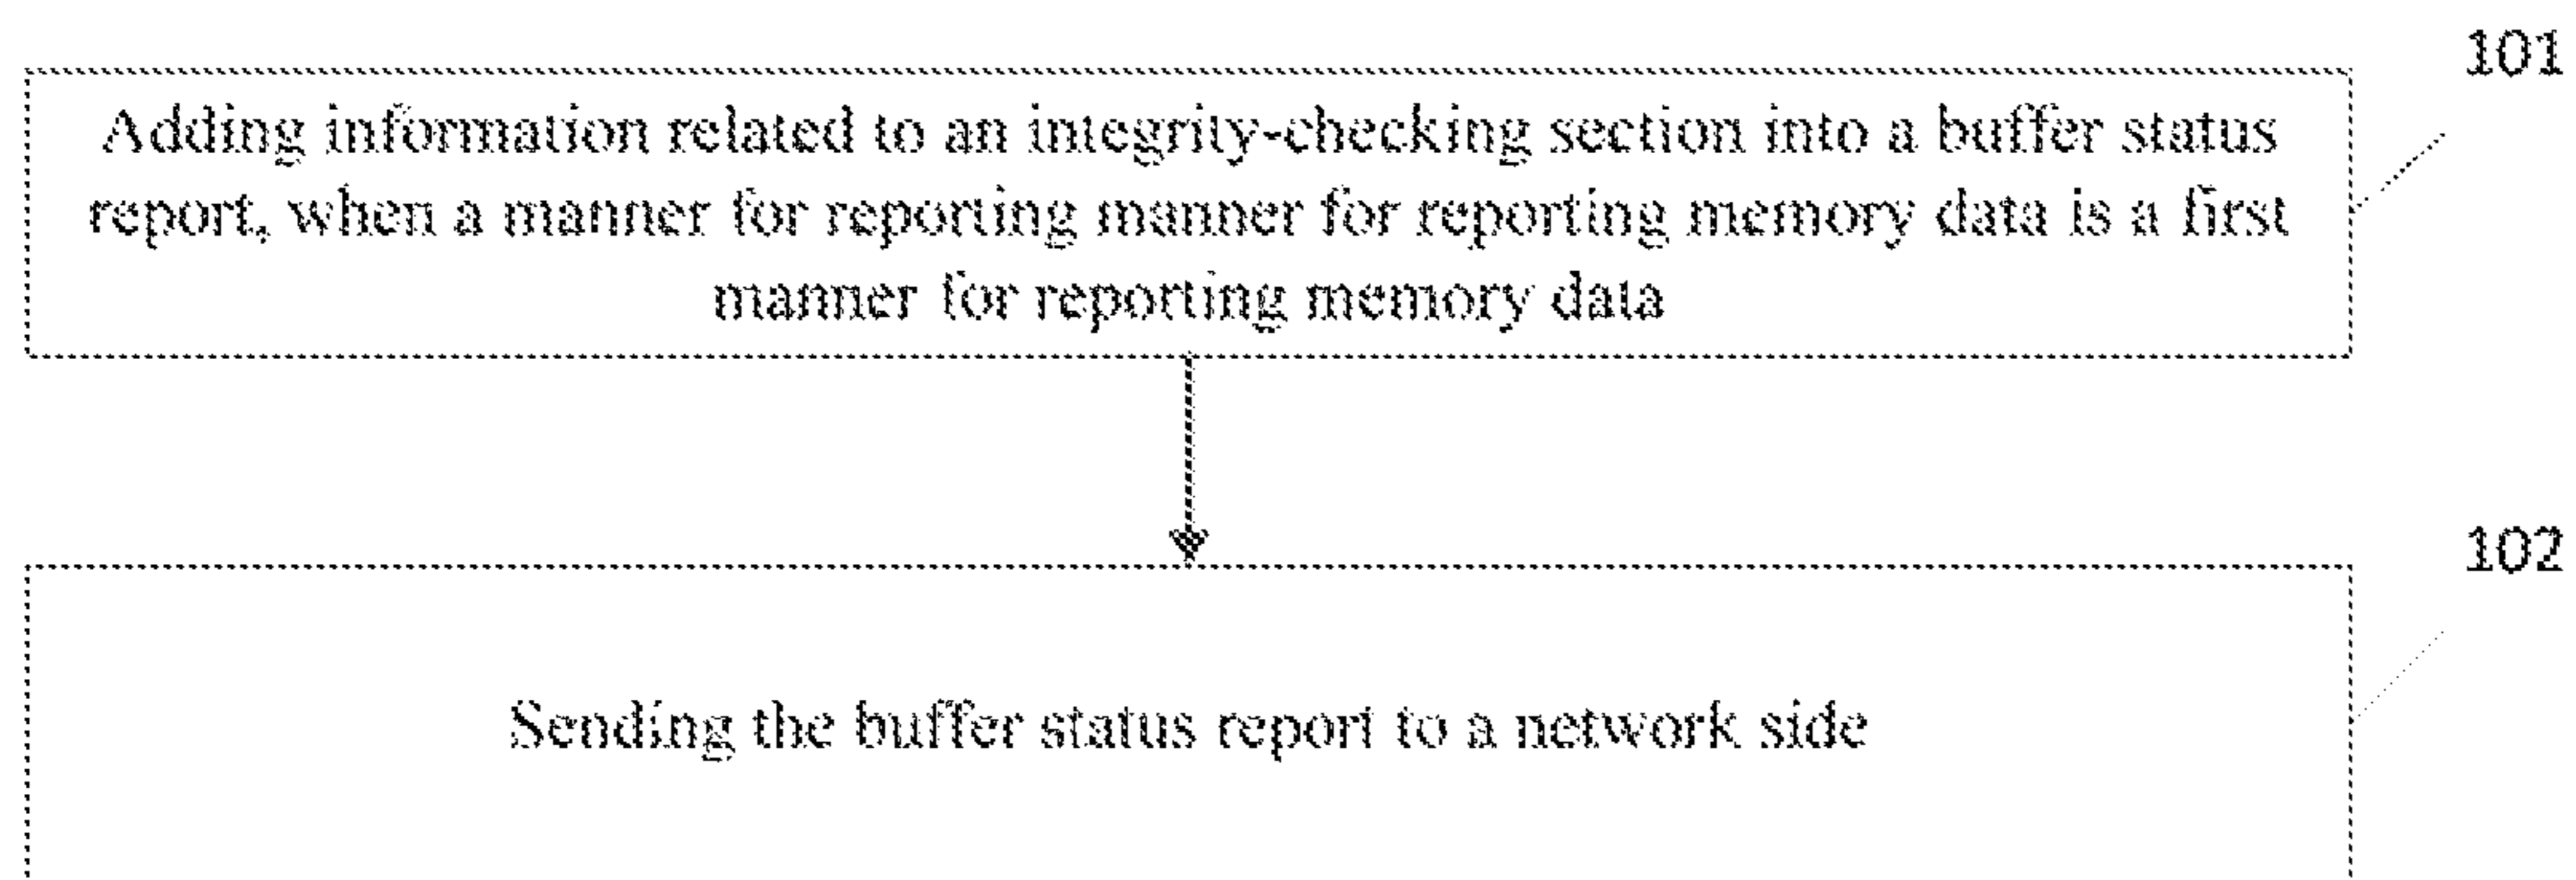 101
Adding information related to an integrity-checking section into a buffer status
report, when a manner for reporting manner for reporting memory data is a first
manner for reporting memory data
102
Sending the buffer status report to a network side